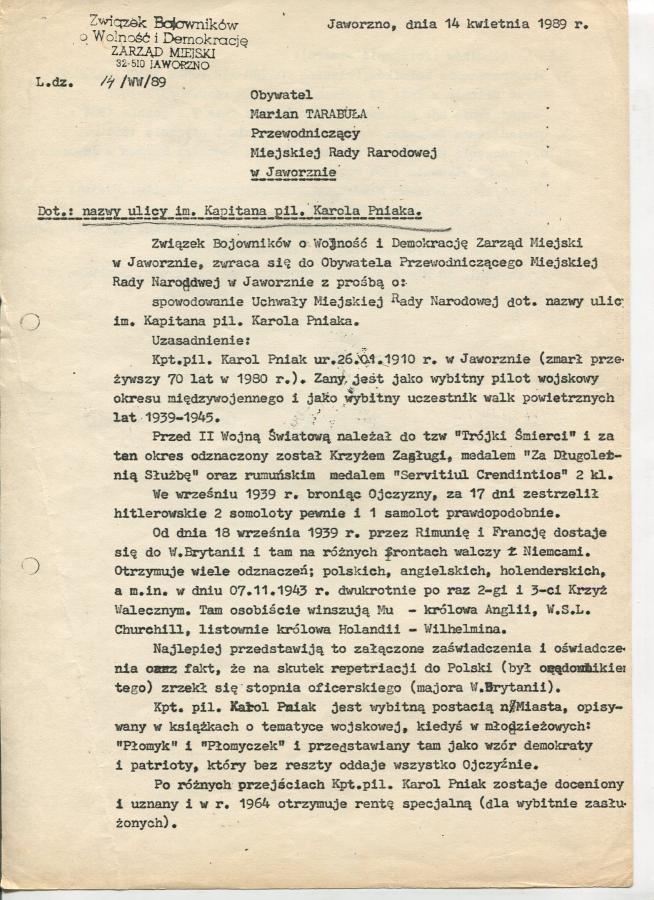 Związek Bojowników
o Wolność i Demokrację
ZARZĄD MIEJSKI
32-510 JAWORZNO
Jaworzno, dnia 14 kwietnia 1989 r.
L.dz. 14/WW/89
Obywatel
Marian TARABUŁA
Przewodniczący
Miejskiej Rady Rarodowej
w Jaworznie
Dot.: nazwy ulicy im. Kapitana pil. Karola Pniaka.
Związek Bojowników o Wolność i Demokrację Zarząd Miejski
w Jaworznie, zwraca się do Obywatela Przewodniczącego Miejskiej
Rady Naroddwej w Jaworznie z prośbą o:
spowodowanie Uchwały Miejskiej Rady Narodowej dot. nazwy ulic
im. Kapitana pil. Karola Pniaka.
Uzasadnienie:
Kpt.pil. Karol Pniak ur.26.01.1910 r. w Jaworznie (zmarł prze-
żywszy 70 lat w 1980 r.). Zany jest jako wybitny pilot wojskowy
okresu międzywojennego i jako wybitny uczestnik walk powietrznych
lat 1939-1945.
Przed II Wojną Światową należał do tzw "Trójki Śmierci" i za
ten okres odznaczony został Krzyżem Zasługi, medalem "Za Długolet-
nią Służbę" oraz rumuńskim medalem "Servitiul Crendintios" 2 kl.
We wrześniu 1939 r. broniąc Ojczyzny, za 17 dni zestrzelił
hitlerowskie 2 somoloty pewnie i 1 samolot prawdopodobnie.
Od dnia 18 września 1939 r. przez Rimunię i Francję dostaje
się do W.Brytanii i tam na różnych frontach walczy z Niemcami.
Otrzymuje wiele odznaczeń; polskich, angielskich, holenderskich,
a m.in. w dniu 07.11.1943 r. dwukrotnie po raz 2-gi i 3-ci Krzyż
Walecznym. Tam osobiście winszują Mu - królowa Anglii, W.S.L.
Churchill, listownie królowa Holandii - Wilhelmina.
Najlepiej przedstawiją to załączone zaświadczenia i oświadcze-
nia oraz fakt, że na skutek repetriacji do Polski (był
tego) zrzekł się stopnia oficerskiego (majora W.Brytanii).
Kpt. pil. Karol Pniak jest wybitną postacią n/Miasta, opisy-
wany w książkach o tematyce wojskowej, kiedyś w młodzieżowych:
"Płomyk" i "Płomyczek" i przedstawiany tam jako wzór demokraty
i patrioty, który bez reszty oddaje wszystko Ojczyźnie.
Po różnych przejściach Kpt.pil. Karol Pniak zostaje doceniony
i uznany i w r. 1964 otrzymuje rentę specjalną (dla wybitnie zasłu-
żonych).